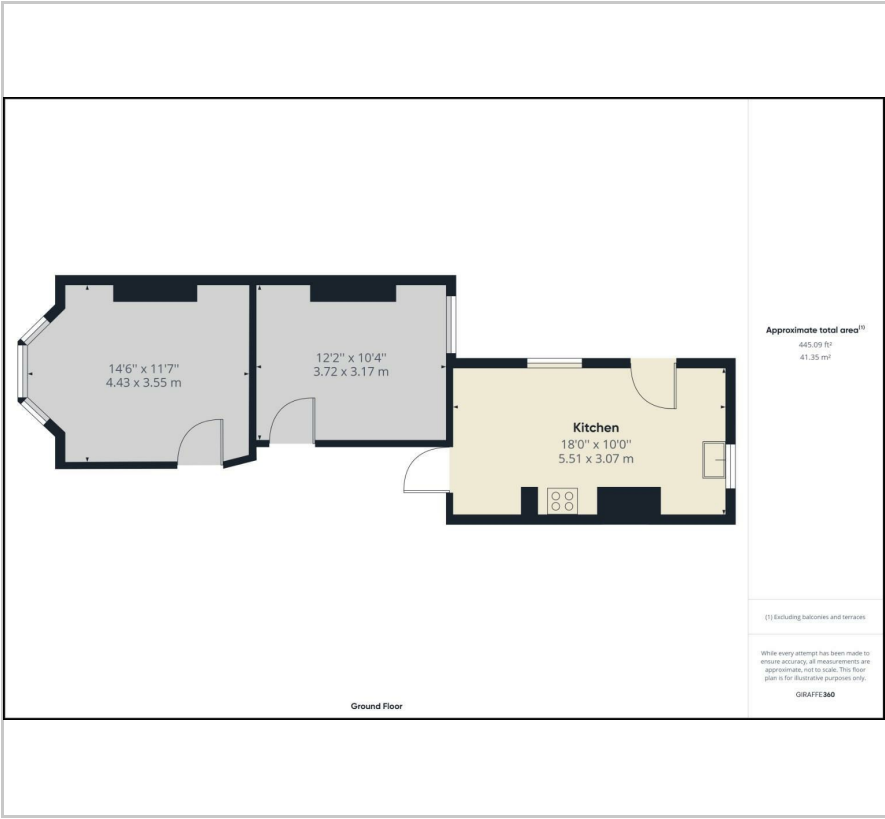 14'6" x 11'7"
4.43 x 3.55 m
12'2" x 10'4"
3.72 x 3.17 m
Kitchen
18'0" x 10'0"
5.51 x 3.07 m
Ground Floor
Approximate total area(1)
445.09 ft²
41.35 m²
(1) Excluding balconies and terraces
While every attempt has been made to
ensure accuracy, all measurements are
approximate, not to scale. This floor
plan is for illustrative purposes only.
GIRAFFE360